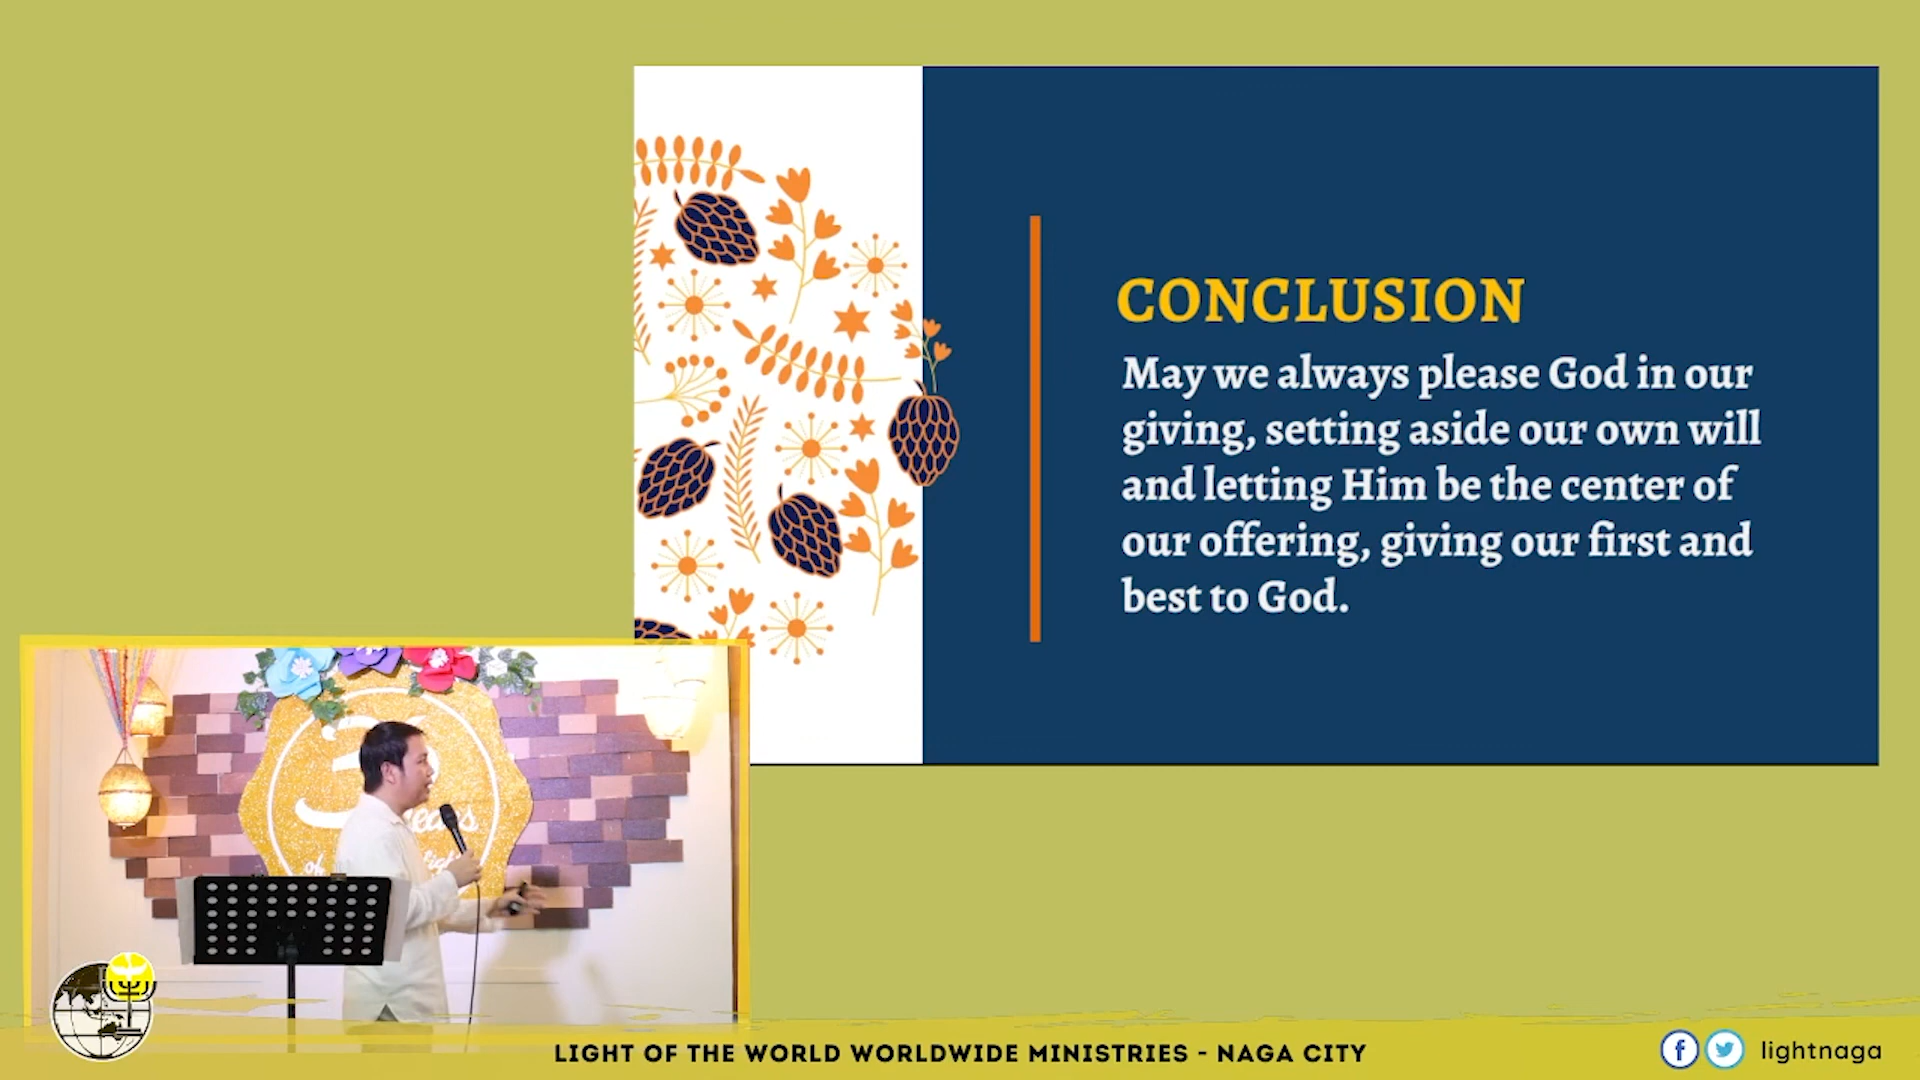 CONCLUSION
May we always please God in our
giving, setting aside our own will
and letting Him be the center of
our offering, giving our first and
best to God.
LIGHT OF THE WORLD WORLDWIDE MINISTRIES - NAGA CITY
lightnaga